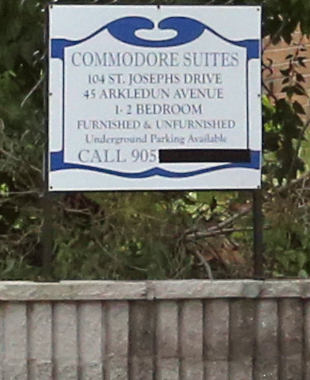 COMMODORE SUITES
104 ST. JOSEPHS DRIVE
45 ARKLEDUN AVENUE
1- 2 BEDROOM
FURNISHED & UNFURNISHED
Underground Parking Available
CALL 905